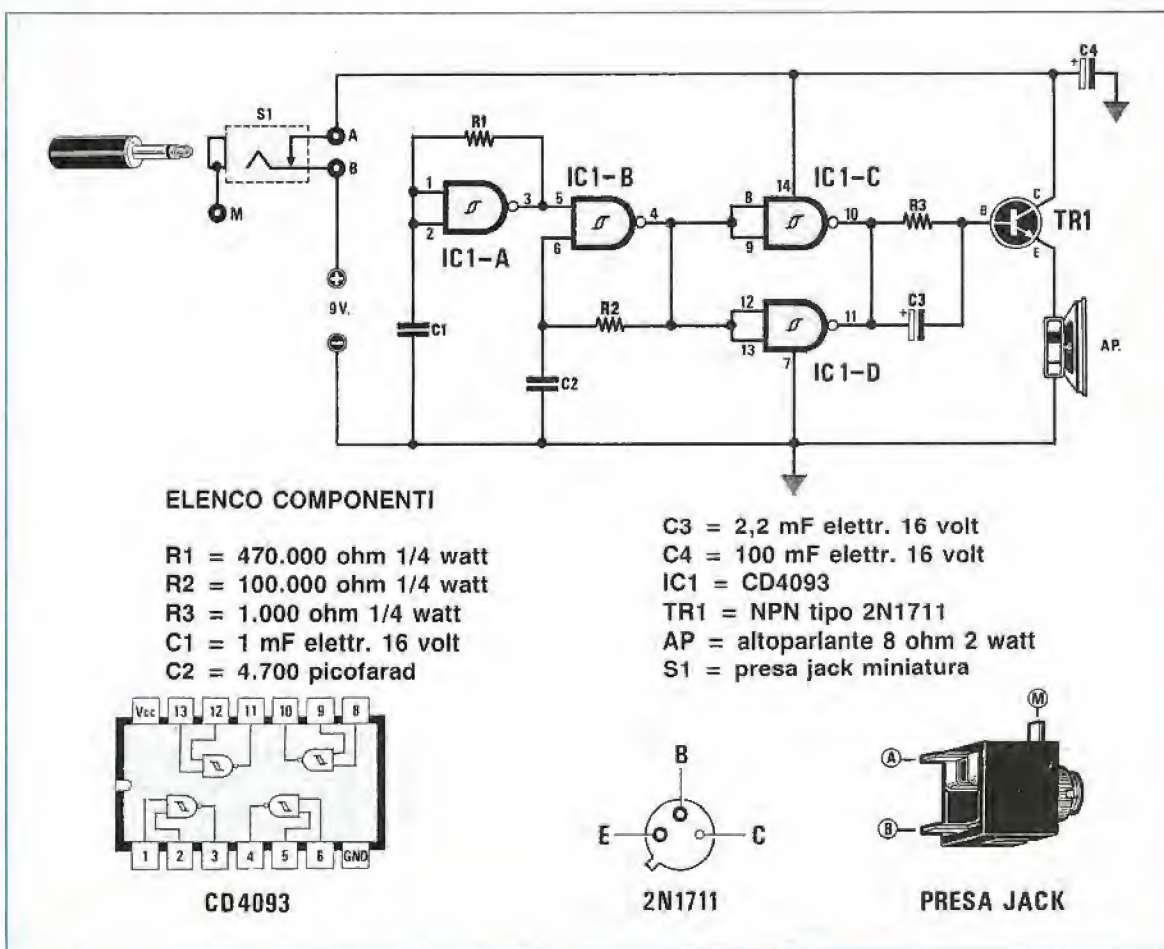 C4
+
S1
A
B
M
R1
1
2
3
IC1-A
9V.
+
-
C1
IC1-B
5
6
4
R2
C2
14
IC1-C
8
9
10
12
13
11
7
IC1-D
R3
C3
+
B
C
E
TR1
AP.
ELENCO COMPONENTI
R1 = 470.000 ohm 1/4 watt
R2 = 100.000 ohm 1/4 watt
R3 = 1.000 ohm 1/4 watt
C1 = 1 mF elettr. 16 volt
C2 = 4.700 picofarad
C3 = 2,2 mF elettr. 16 volt
C4 = 100 mF elettr. 16 volt
IC1 = CD4093
TR1 = NPN tipo 2N1711
AP = altoparlante 8 ohm 2 watt
S1 = presa jack miniatura
Vcc 13 12 11 10 9 8
1 2 3 4 5 6 GND
CD4093
B
E C
2N1711
M
A
B
PRESA JACK